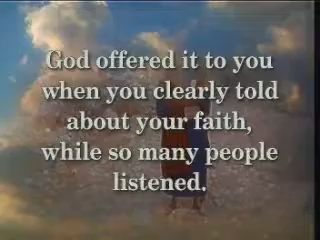 God offered it to you
when you clearly told
about your faith,
while so many people
listened.